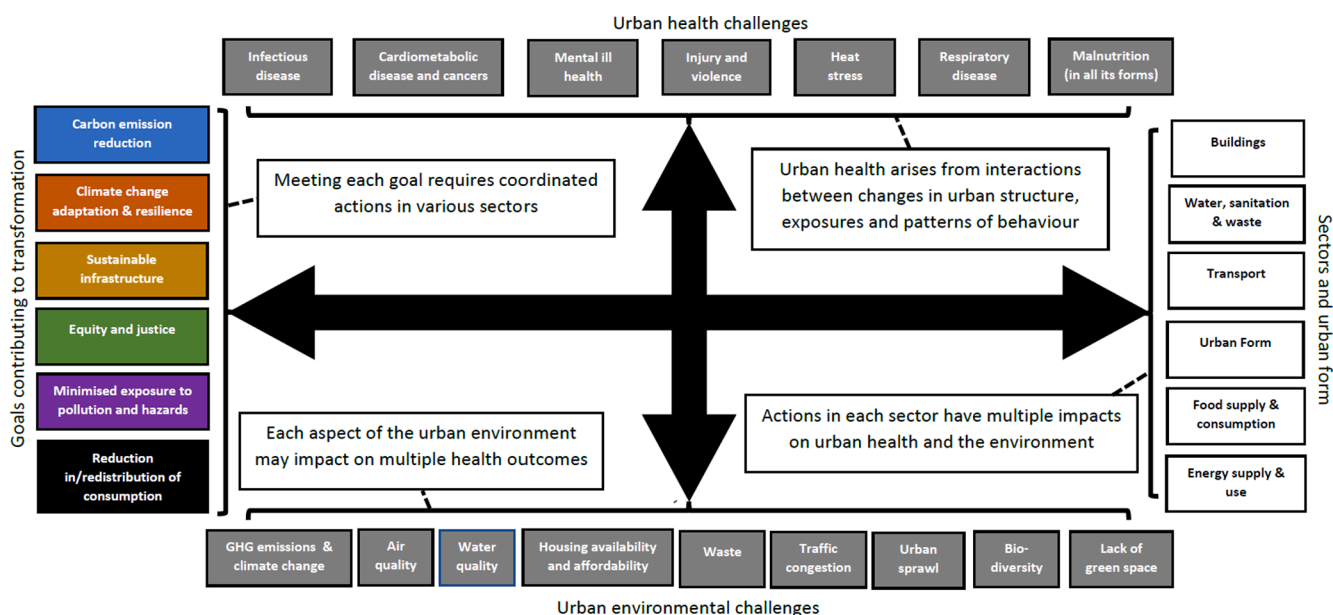 Urban health challenges
Infectious
disease
Cardiometabolic
disease and cancers
Mental ill
health
Injury and
violence
Heat
stress
Respiratory
disease
Malnutrition
(in all its forms)
Goals contributing to transformation
Carbon emission
reduction
Climate change
adaptation & resilience
Sustainable
infrastructure
Equity and justice
Minimised exposure to
pollution and hazards
Reduction
in/redistribution of
consumption
Meeting each goal requires coordinated
actions in various sectors
Urban health arises from interactions
between changes in urban structure,
exposures and patterns of behaviour
Each aspect of the urban environment
may impact on multiple health outcomes
Actions in each sector have multiple impacts
on urban health and the environment
Buildings
Water, sanitation
& waste
Transport
Urban Form
Food supply &
consumption
Energy supply &
use
Sectors and urban form
GHG emissions &
climate change
Air
quality
Water
quality
Housing availability
and affordability
Waste
Traffic
congestion
Urban
sprawl
Bio-
diversity
Lack of
green space
Urban environmental challenges